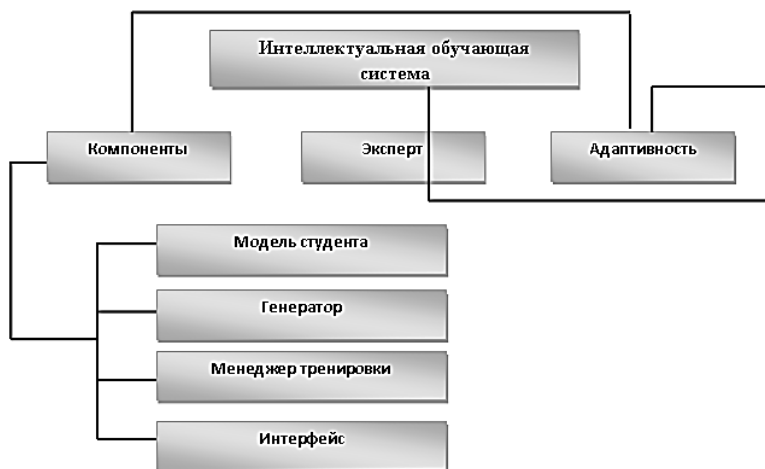 Интеллектуальная обучающая
система
Компоненты
Эксперт
Адаптивность
Модель студента
Генератор
Менеджер тренировки
Интерфейс